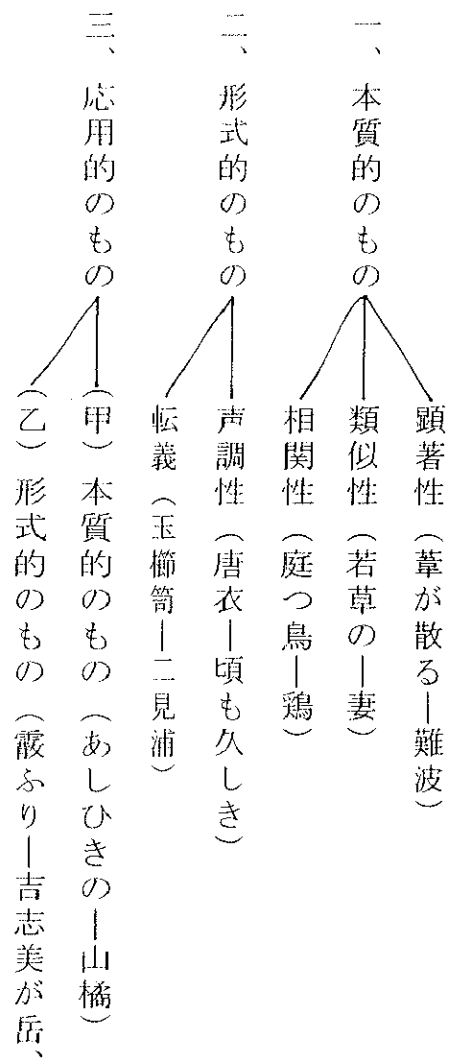 一、本質的のもの
顕著性（葦が散る―難波）
類似性（若草の―妻）
相関性（庭つ鳥―鶏）
二、形式的のもの
声調性（唐衣―頃も久しき）
転義（玉櫛笥―二見浦）
三、応用的のもの
（甲）本質的のもの（あしひきの―山橘）
（乙）形式的のもの（霰ふり―吉志美が岳、